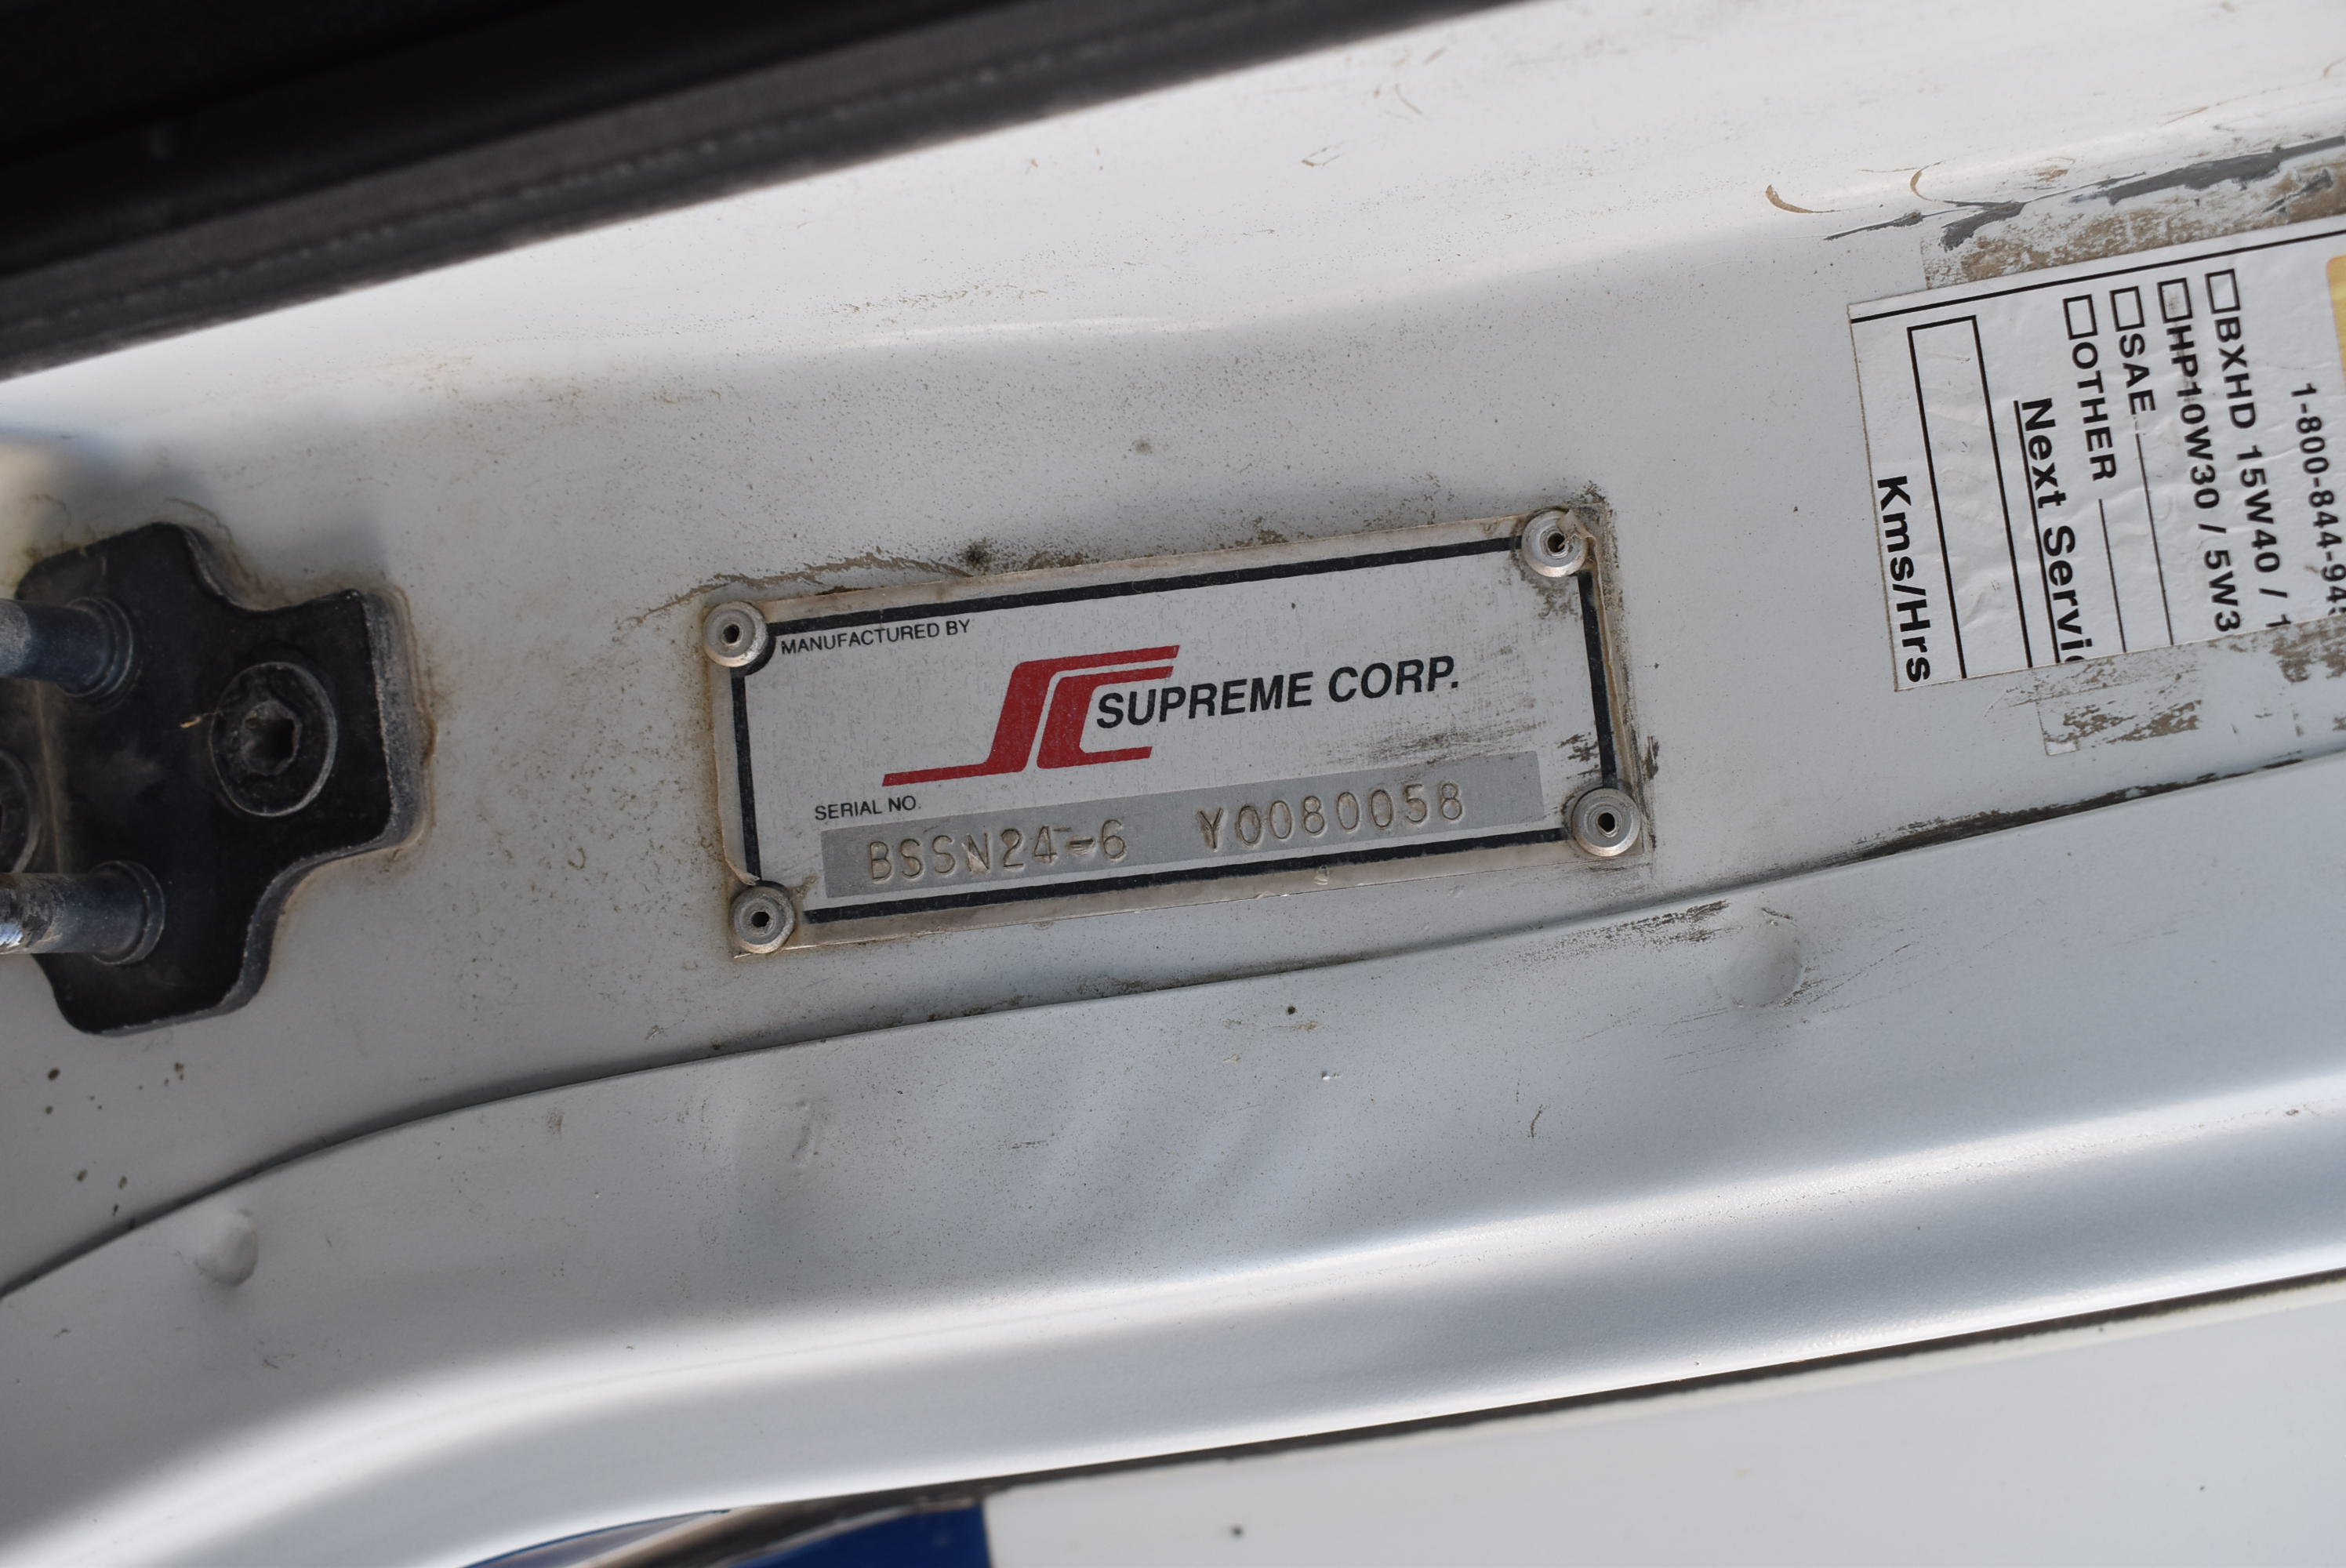 MANUFACTURED BY
SUPREME CORP.
SERIAL NO.
BSSN24-6 Y0080058
1-800-844-94
BXHD 15W40 / 1
HP10W30 / 5W3
SAE
OTHER
Next Servi
Kms/Hrs